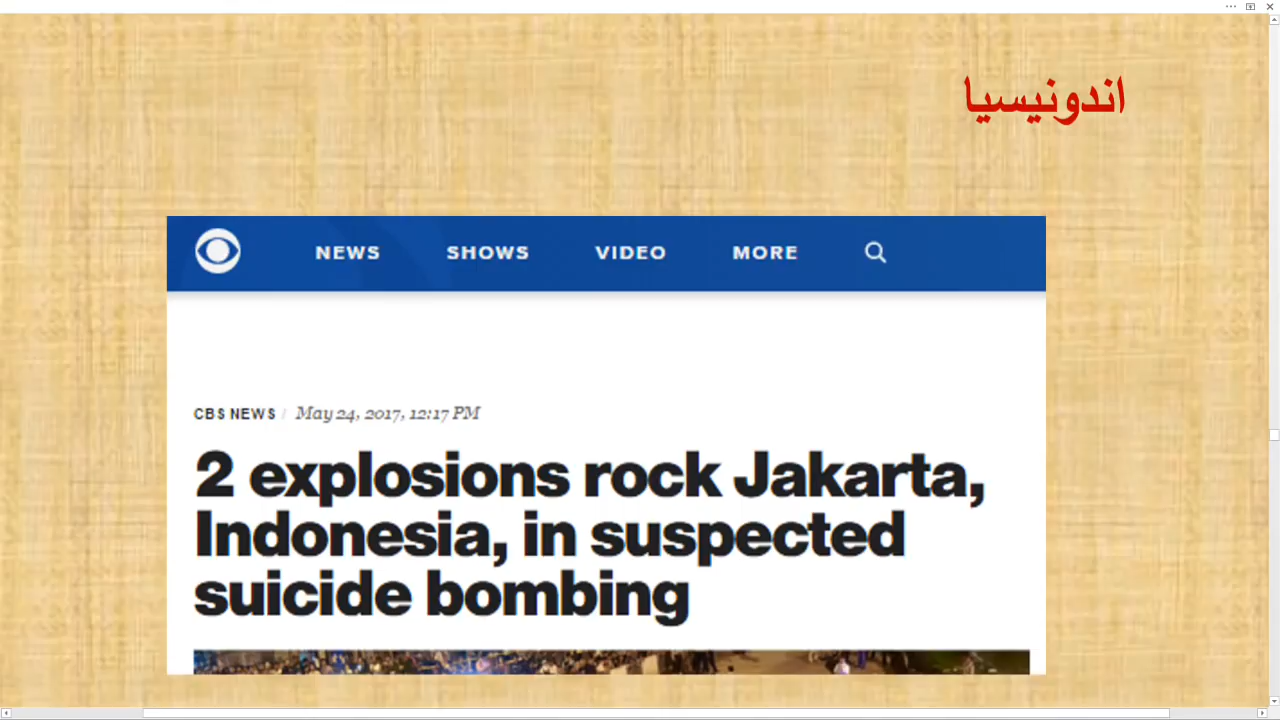 اندونيسيا
NEWS SHOWS VIDEO MORE
CBS NEWS / May 24, 2017, 12:17 PM
2 explosions rock Jakarta,
Indonesia, in suspected
suicide bombing